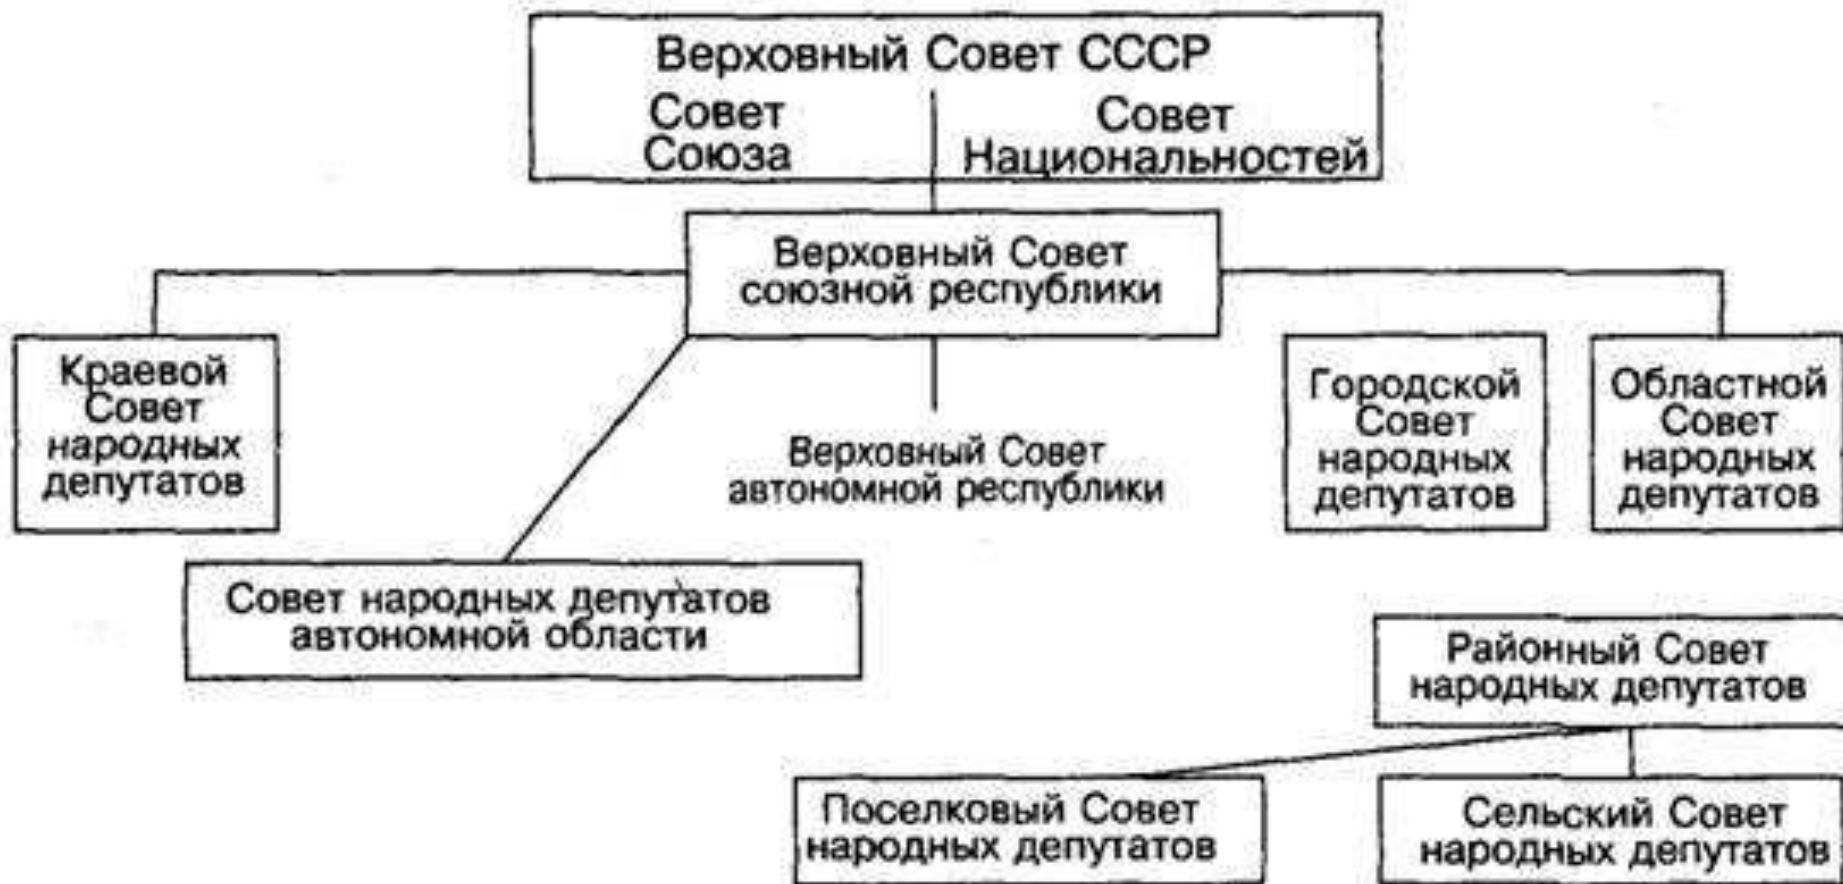 Верховный Совет СССР
Совет
Союза
Совет
Национальностей
Верховный Совет
союзной республики
Краевой
Совет
народных
депутатов
Верховный Совет
автономной республики
Городской
Совет
народных
депутатов
Областной
Совет
народных
депутатов
Совет народных депутатов
автономной области
Районный Совет
народных депутатов
Поселковый Совет
народных депутатов
Сельский Совет
народных депутатов